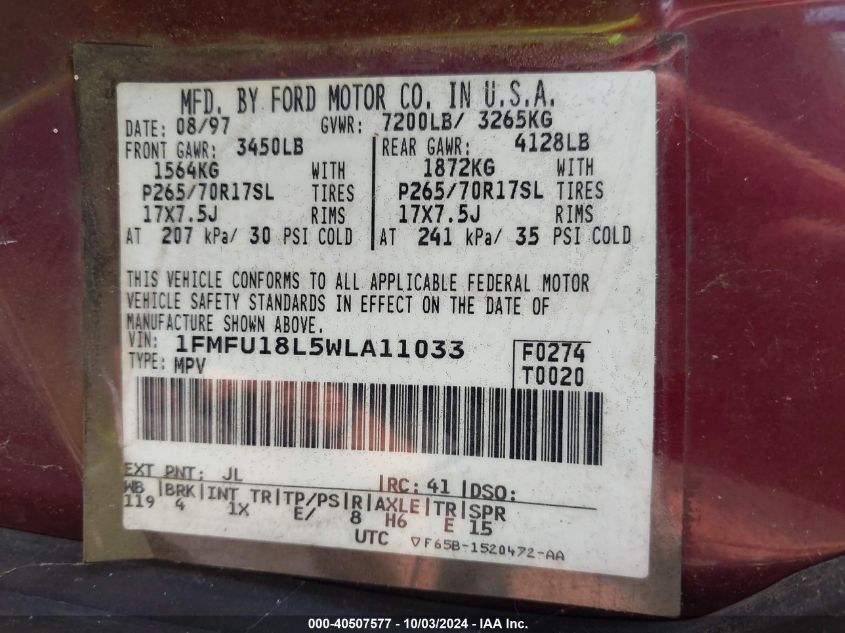 MFD. BY FORD MOTOR CO. IN U.S.A.
DATE: 08/97 GVWR: 7200LB/ 3265KG
FRONT GAWR: 3450LB REAR GAWR: 4128LB
1564KG WITH 1872KG WITH
P265/70R17SL TIRES P265/70R17SL TIRES
17X7.5J RIMS 17X7.5J RIMS
AT 207 kPa/ 30 PSI COLD AT 241 kPa/ 35 PSI COLD
THIS VEHICLE CONFORMS TO ALL APPLICABLE FEDERAL MOTOR
VEHICLE SAFETY STANDARDS IN EFFECT ON THE DATE OF
MANUFACTURE SHOWN ABOVE.
VIN: 1FMFU18L5WLA11033 F0274
TYPE: MPV T0020
EXT PNT: JL RC: 41 DSO:
WB BRK INT TR TP/PS R AXLE TR SPR
119 4 1X E/ 8 H6 E 15
UTC ▽F65B-1520472-AA
000-40507577 - 10/03/2024 - IAA Inc.